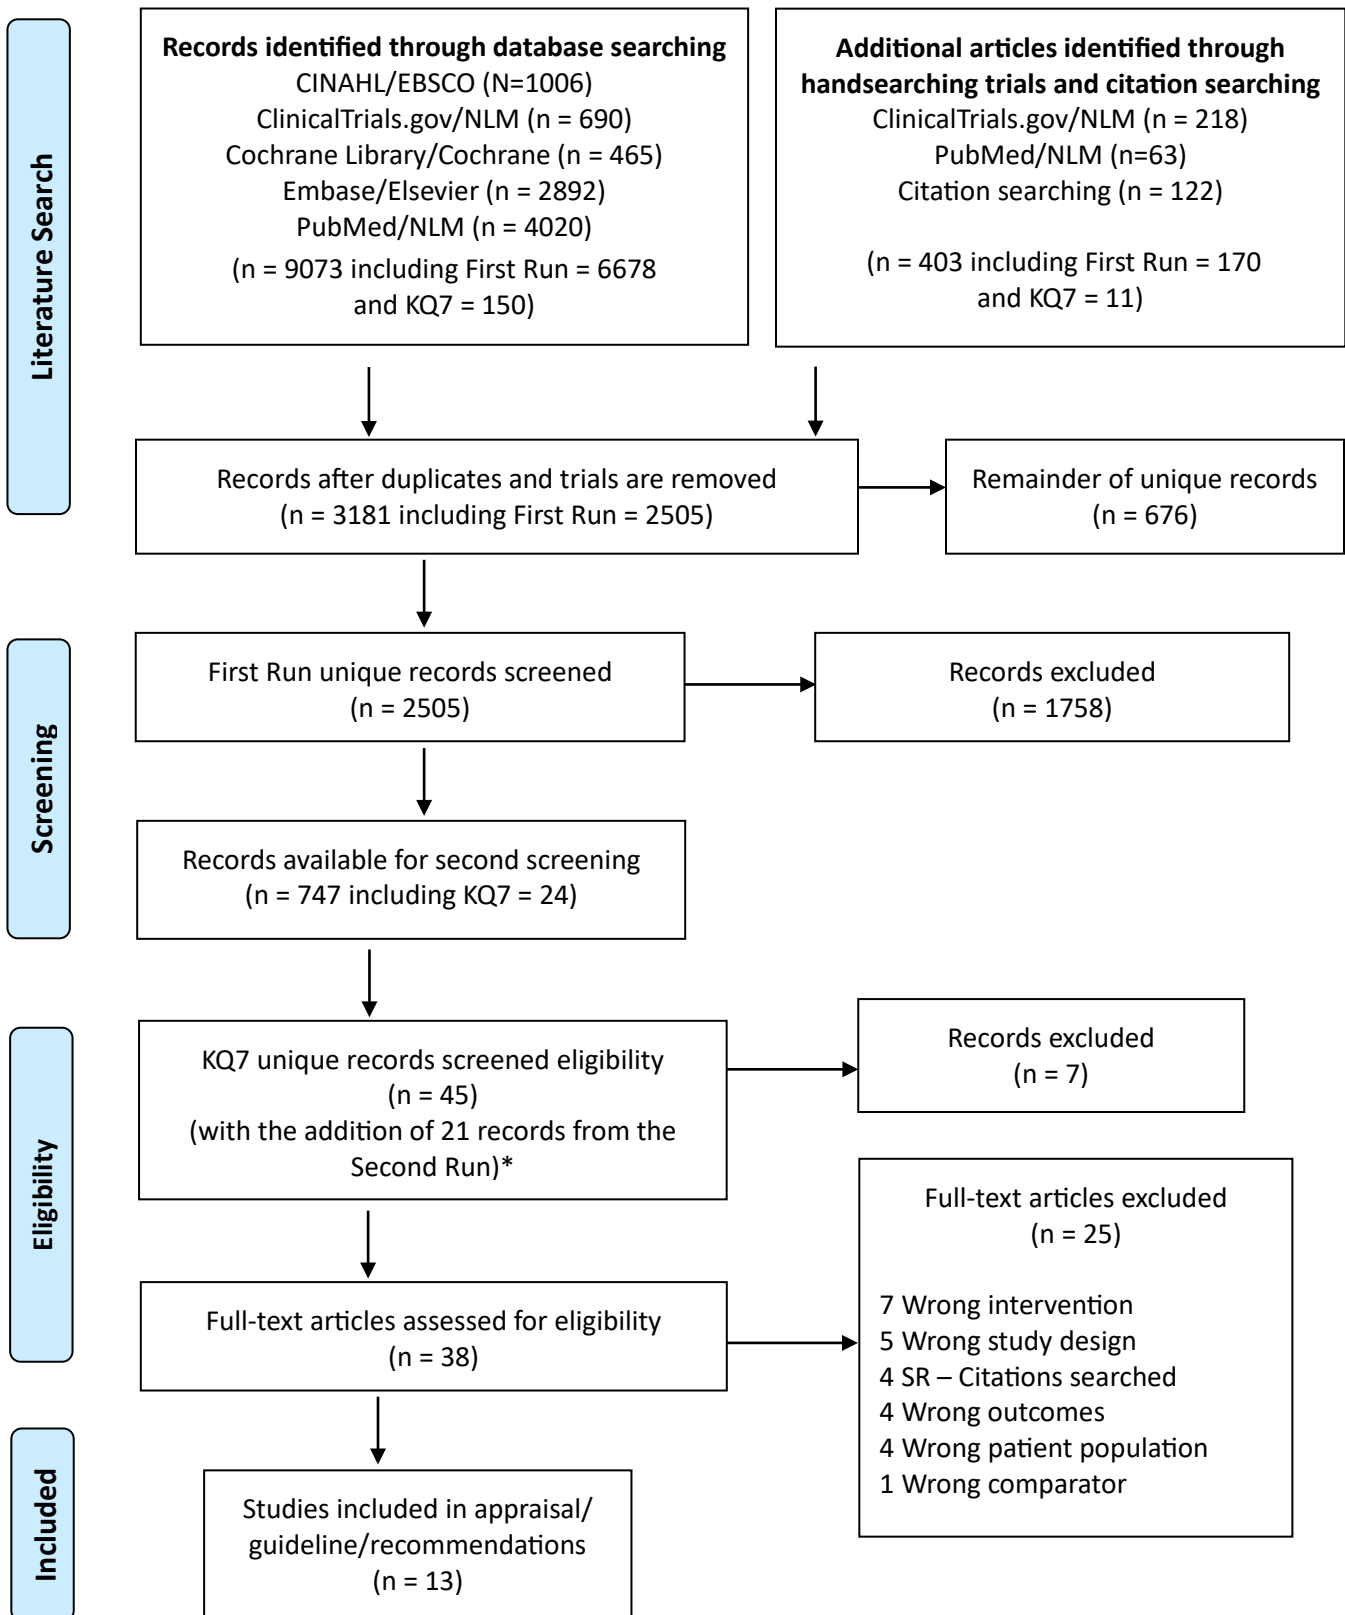 Literature Search
Records identified through database searching
CINAHL/EBSCO (N=1006)
ClinicalTrials.gov/NLM (n = 690)
Cochrane Library/Cochrane (n = 465)
Embase/Elsevier (n = 2892)
PubMed/NLM (n = 4020)
(n = 9073 including First Run = 6678
and KQ7 = 150)
Additional articles identified through
handsearching trials and citation searching
ClinicalTrials.gov/NLM (n = 218)
PubMed/NLM (n=63)
Citation searching (n = 122)
(n = 403 including First Run = 170
and KQ7 = 11)
Records after duplicates and trials are removed
(n = 3181 including First Run = 2505)
Remainder of unique records
(n = 676)
Screening
First Run unique records screened
(n = 2505)
Records excluded
(n = 1758)
Records available for second screening
(n = 747 including KQ7 = 24)
Eligibility
KQ7 unique records screened eligibility
(n = 45)
(with the addition of 21 records from the
Second Run)*
Records excluded
(n = 7)
Full-text articles assessed for eligibility
(n = 38)
Full-text articles excluded
(n = 25)
7 Wrong intervention
5 Wrong study design
4 SR – Citations searched
4 Wrong outcomes
4 Wrong patient population
1 Wrong comparator
Included
Studies included in appraisal/
guideline/recommendations
(n = 13)